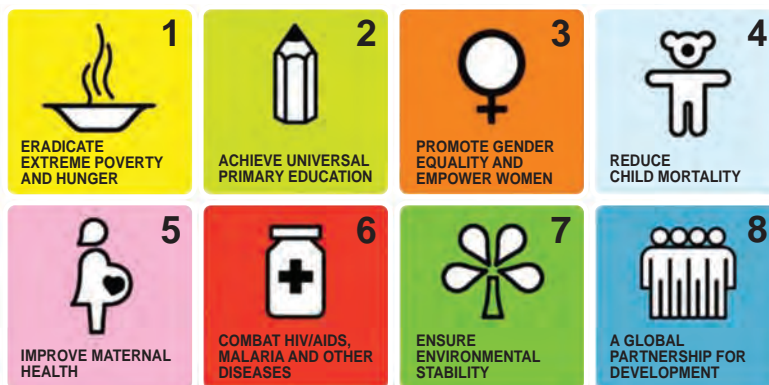 1
ERADICATE
EXTREME POVERTY
AND HUNGER
2
ACHIEVE UNIVERSAL
PRIMARY EDUCATION
3
PROMOTE GENDER
EQUALITY AND
EMPOWER WOMEN
4
REDUCE
CHILD MORTALITY
5
IMPROVE MATERNAL
HEALTH
6
COMBAT HIV/AIDS,
MALARIA AND OTHER
DISEASES
7
ENSURE
ENVIRONMENTAL
STABILITY
8
A GLOBAL
PARTNERSHIP FOR
DEVELOPMENT